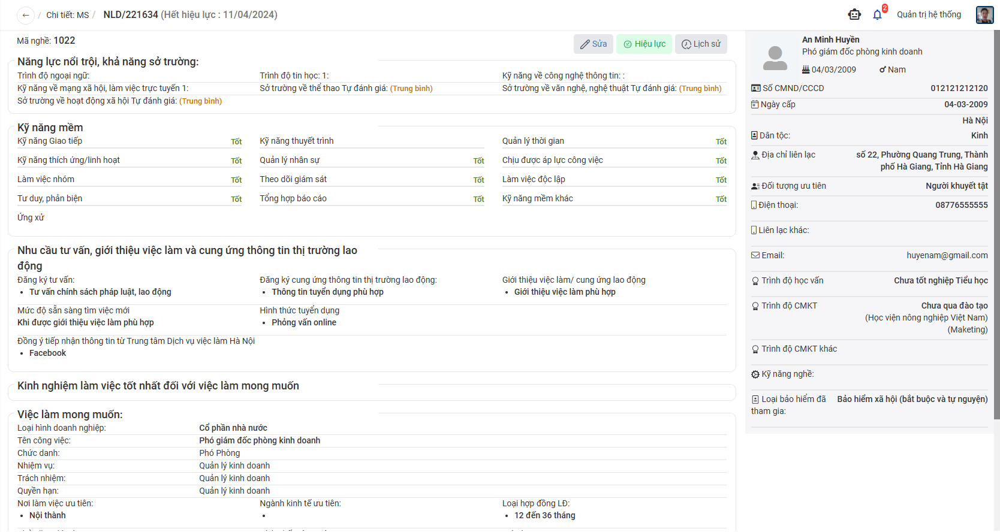 / Chi tiết: MS / NLD/221634 (Hết hiệu lực : 11/04/2024)
2
Quản trị hệ thống
Mã nghề: 1022
Sửa
Hiệu lực
Lịch sử
Năng lực nổi trội, khả năng sở trường:
Trình độ ngoại ngữ: Trình độ tin học: 1: Kỹ năng về công nghệ thông tin: :
Kỹ năng về mạng xã hội, làm việc trực tuyến 1: Sở trường về thể thao Tự đánh giá: (Trung bình) Sở trường về văn nghệ, nghệ thuật Tự đánh giá: (Trung bình)
Sở trường về hoạt động xã hội Tự đánh giá: (Trung bình)
Kỹ năng mềm
Kỹ năng Giao tiếp Tốt Kỹ năng thuyết trình Quản lý thời gian Tốt
Kỹ năng thích ứng/linh hoạt Tốt Quản lý nhân sự Tốt Chịu được áp lực công việc Tốt
Làm việc nhóm Tốt Theo dõi giám sát Tốt Làm việc độc lập Tốt
Tư duy, phản biện Tốt Tổng hợp báo cáo Tốt Kỹ năng mềm khác Tốt
Ứng xử
Nhu cầu tư vấn, giới thiệu việc làm và cung ứng thông tin thị trường lao
động
Đăng ký tư vấn: Đăng ký cung ứng thông tin thị trường lao động: Giới thiệu việc làm/ cung ứng lao động
• Tư vấn chính sách pháp luật, lao động • Thông tin tuyển dụng phù hợp • Giới thiệu việc làm phù hợp
Mức độ sẵn sàng tìm việc mới Hình thức tuyển dụng
Khi được giới thiệu việc làm phù hợp • Phỏng vấn online
Đồng ý tiếp nhận thông tin từ Trung tâm Dịch vụ việc làm Hà Nội
• Facebook
Kinh nghiệm làm việc tốt nhất đối với việc làm mong muốn
Việc làm mong muốn:
Loại hình doanh nghiệp: Cổ phần nhà nước
Tên công việc: Phó giám đốc phòng kinh doanh
Chức danh: Phó Phòng
Nhiệm vụ: Quản lý kinh doanh
Trách nhiệm: Quản lý kinh doanh
Quyền hạn: Quản lý kinh doanh
Nơi làm việc ưu tiên: Ngành kinh tế ưu tiên: Loại hợp đồng LĐ:
• Nội thành • • 12 đến 36 tháng
An Minh Huyền
Phó giám đốc phòng kinh doanh
04/03/2009 Nam
Số CMND/CCCD 012121212120
Ngày cấp 04-03-2009
Hà Nội
Dân tộc: Kinh
Địa chỉ liên lạc số 22, Phường Quang Trung, Thành
phố Hà Giang, Tỉnh Hà Giang
Đối tượng ưu tiên Người khuyết tật
Điện thoại: 08776555555
Liên lạc khác:
Email: huyenam@gmail.com
Trình độ học vấn Chưa tốt nghiệp Tiểu học
Trình độ CMKT Chưa qua đào tạo
(Học viện nông nghiệp Việt Nam)
(Maketing)
Trình độ CMKT khác
Kỹ năng nghề:
Loại bảo hiểm đã Bảo hiểm xã hội (bắt buộc và tự nguyện)
tham gia: